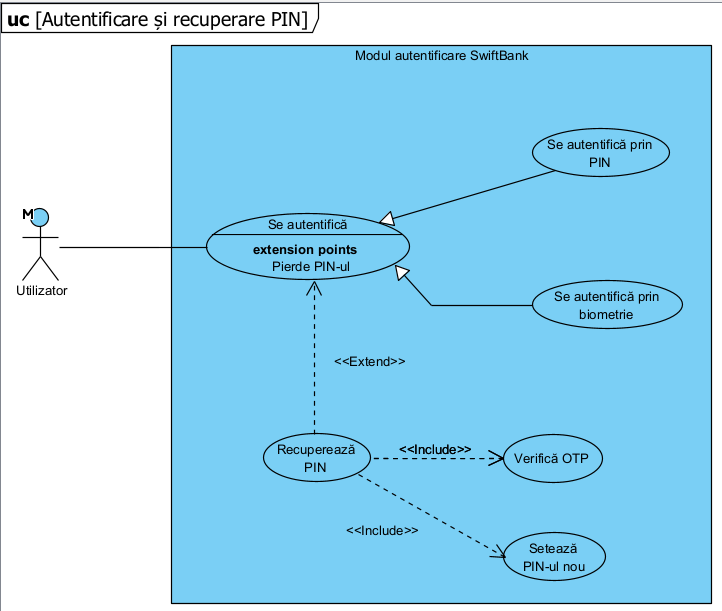 uc [Autentificare și recuperare PIN]
Modul autentificare SwiftBank
Se autentifică prin
PIN
M
Se autentifică
extension points
Pierde PIN-ul
Utilizator
Se autentifică prin
biometrie
<<Extend>>
Recuperează
PIN
<<Include>>
Verifică OTP
<<Include>>
Setează
PIN-ul nou